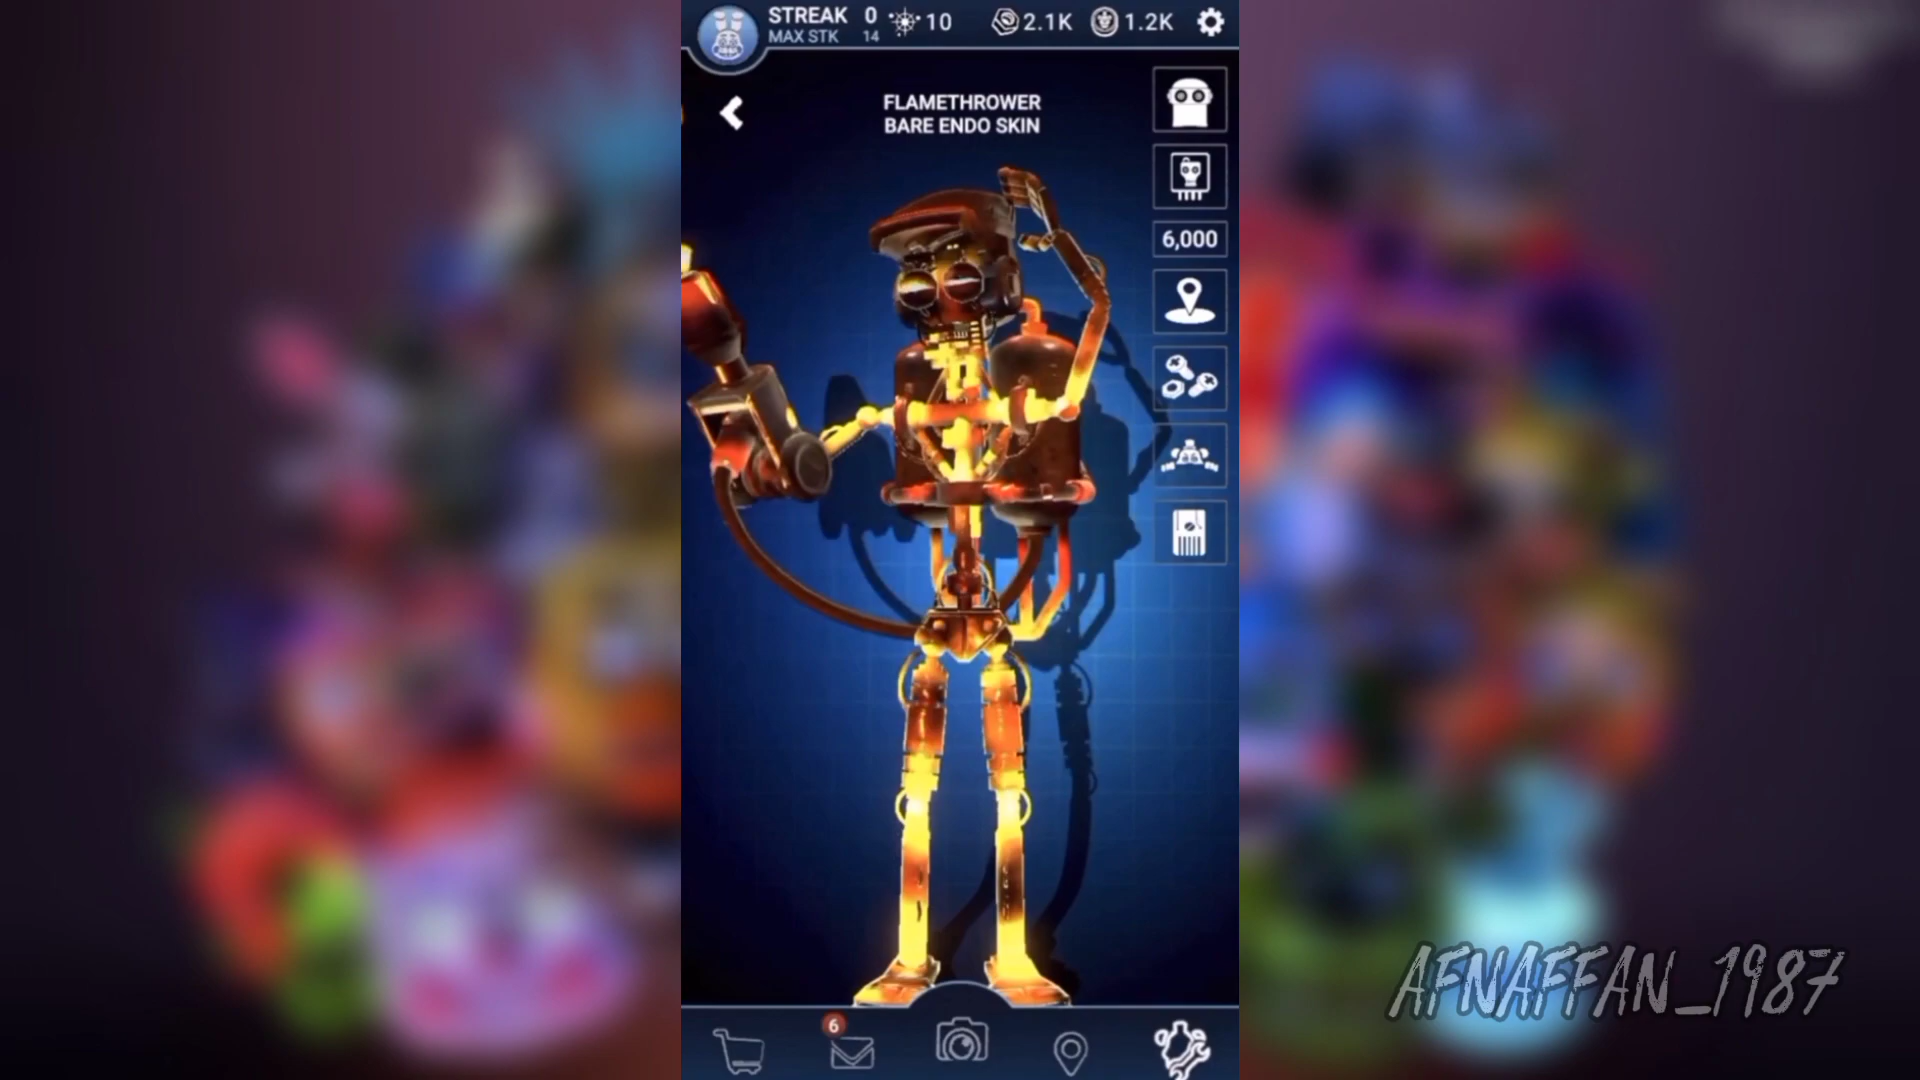 STREAK 0
MAX STK 14
10
2.1K
1.2K
FLAMETHROWER
BARE ENDO SKIN
6,000
6
AFNAFFAN_1987